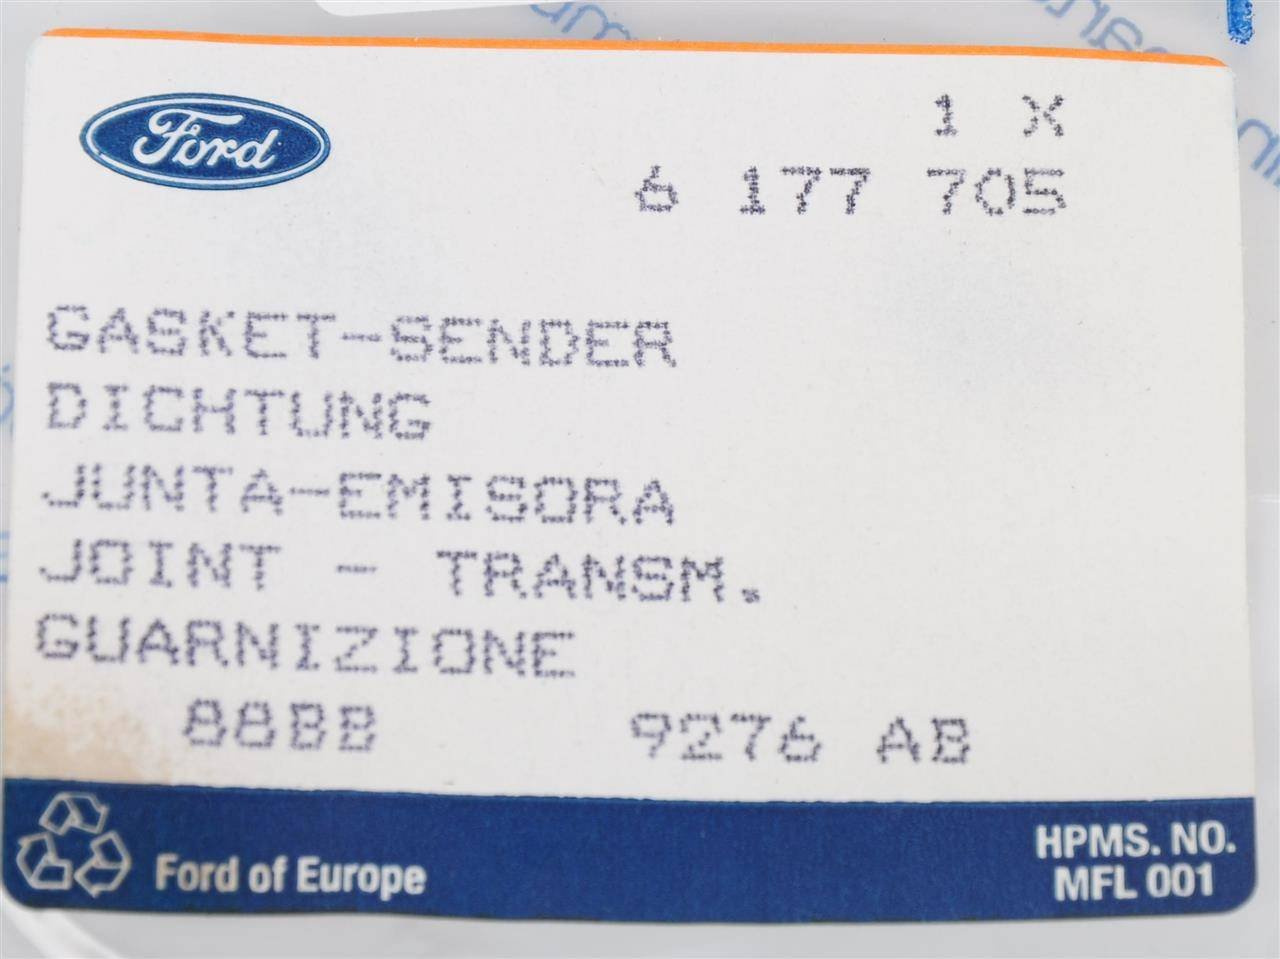 Ford
1 X
6 177 705
GASKET-SENDER
DICHTUNG
JUNTA-EMISORA
JOINT - TRANSM.
GUARNIZIONE
88BB 9276 AB
Ford of Europe
HPMS. NO.
MFL 001